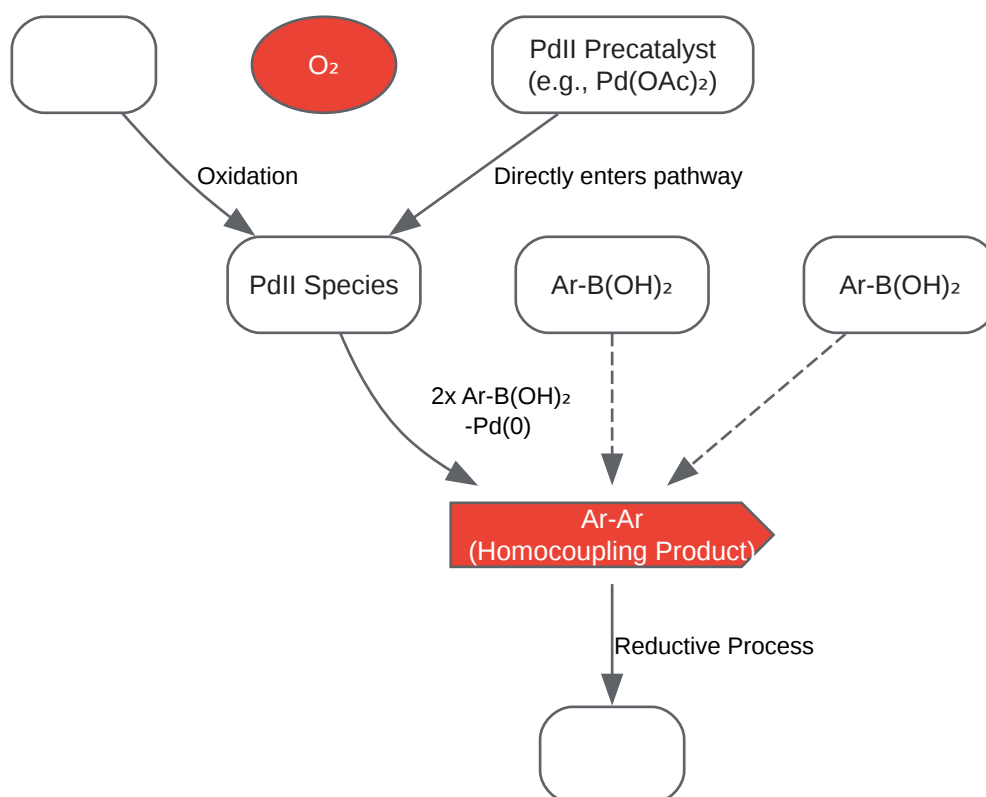 O₂
PdII Precatalyst
(e.g., Pd(OAc)₂)
Oxidation
Directly enters pathway
PdII Species
Ar-B(OH)₂
Ar-B(OH)₂
2x Ar-B(OH)₂
-Pd(0)
Ar-Ar
(Homocoupling Product)
Reductive Process